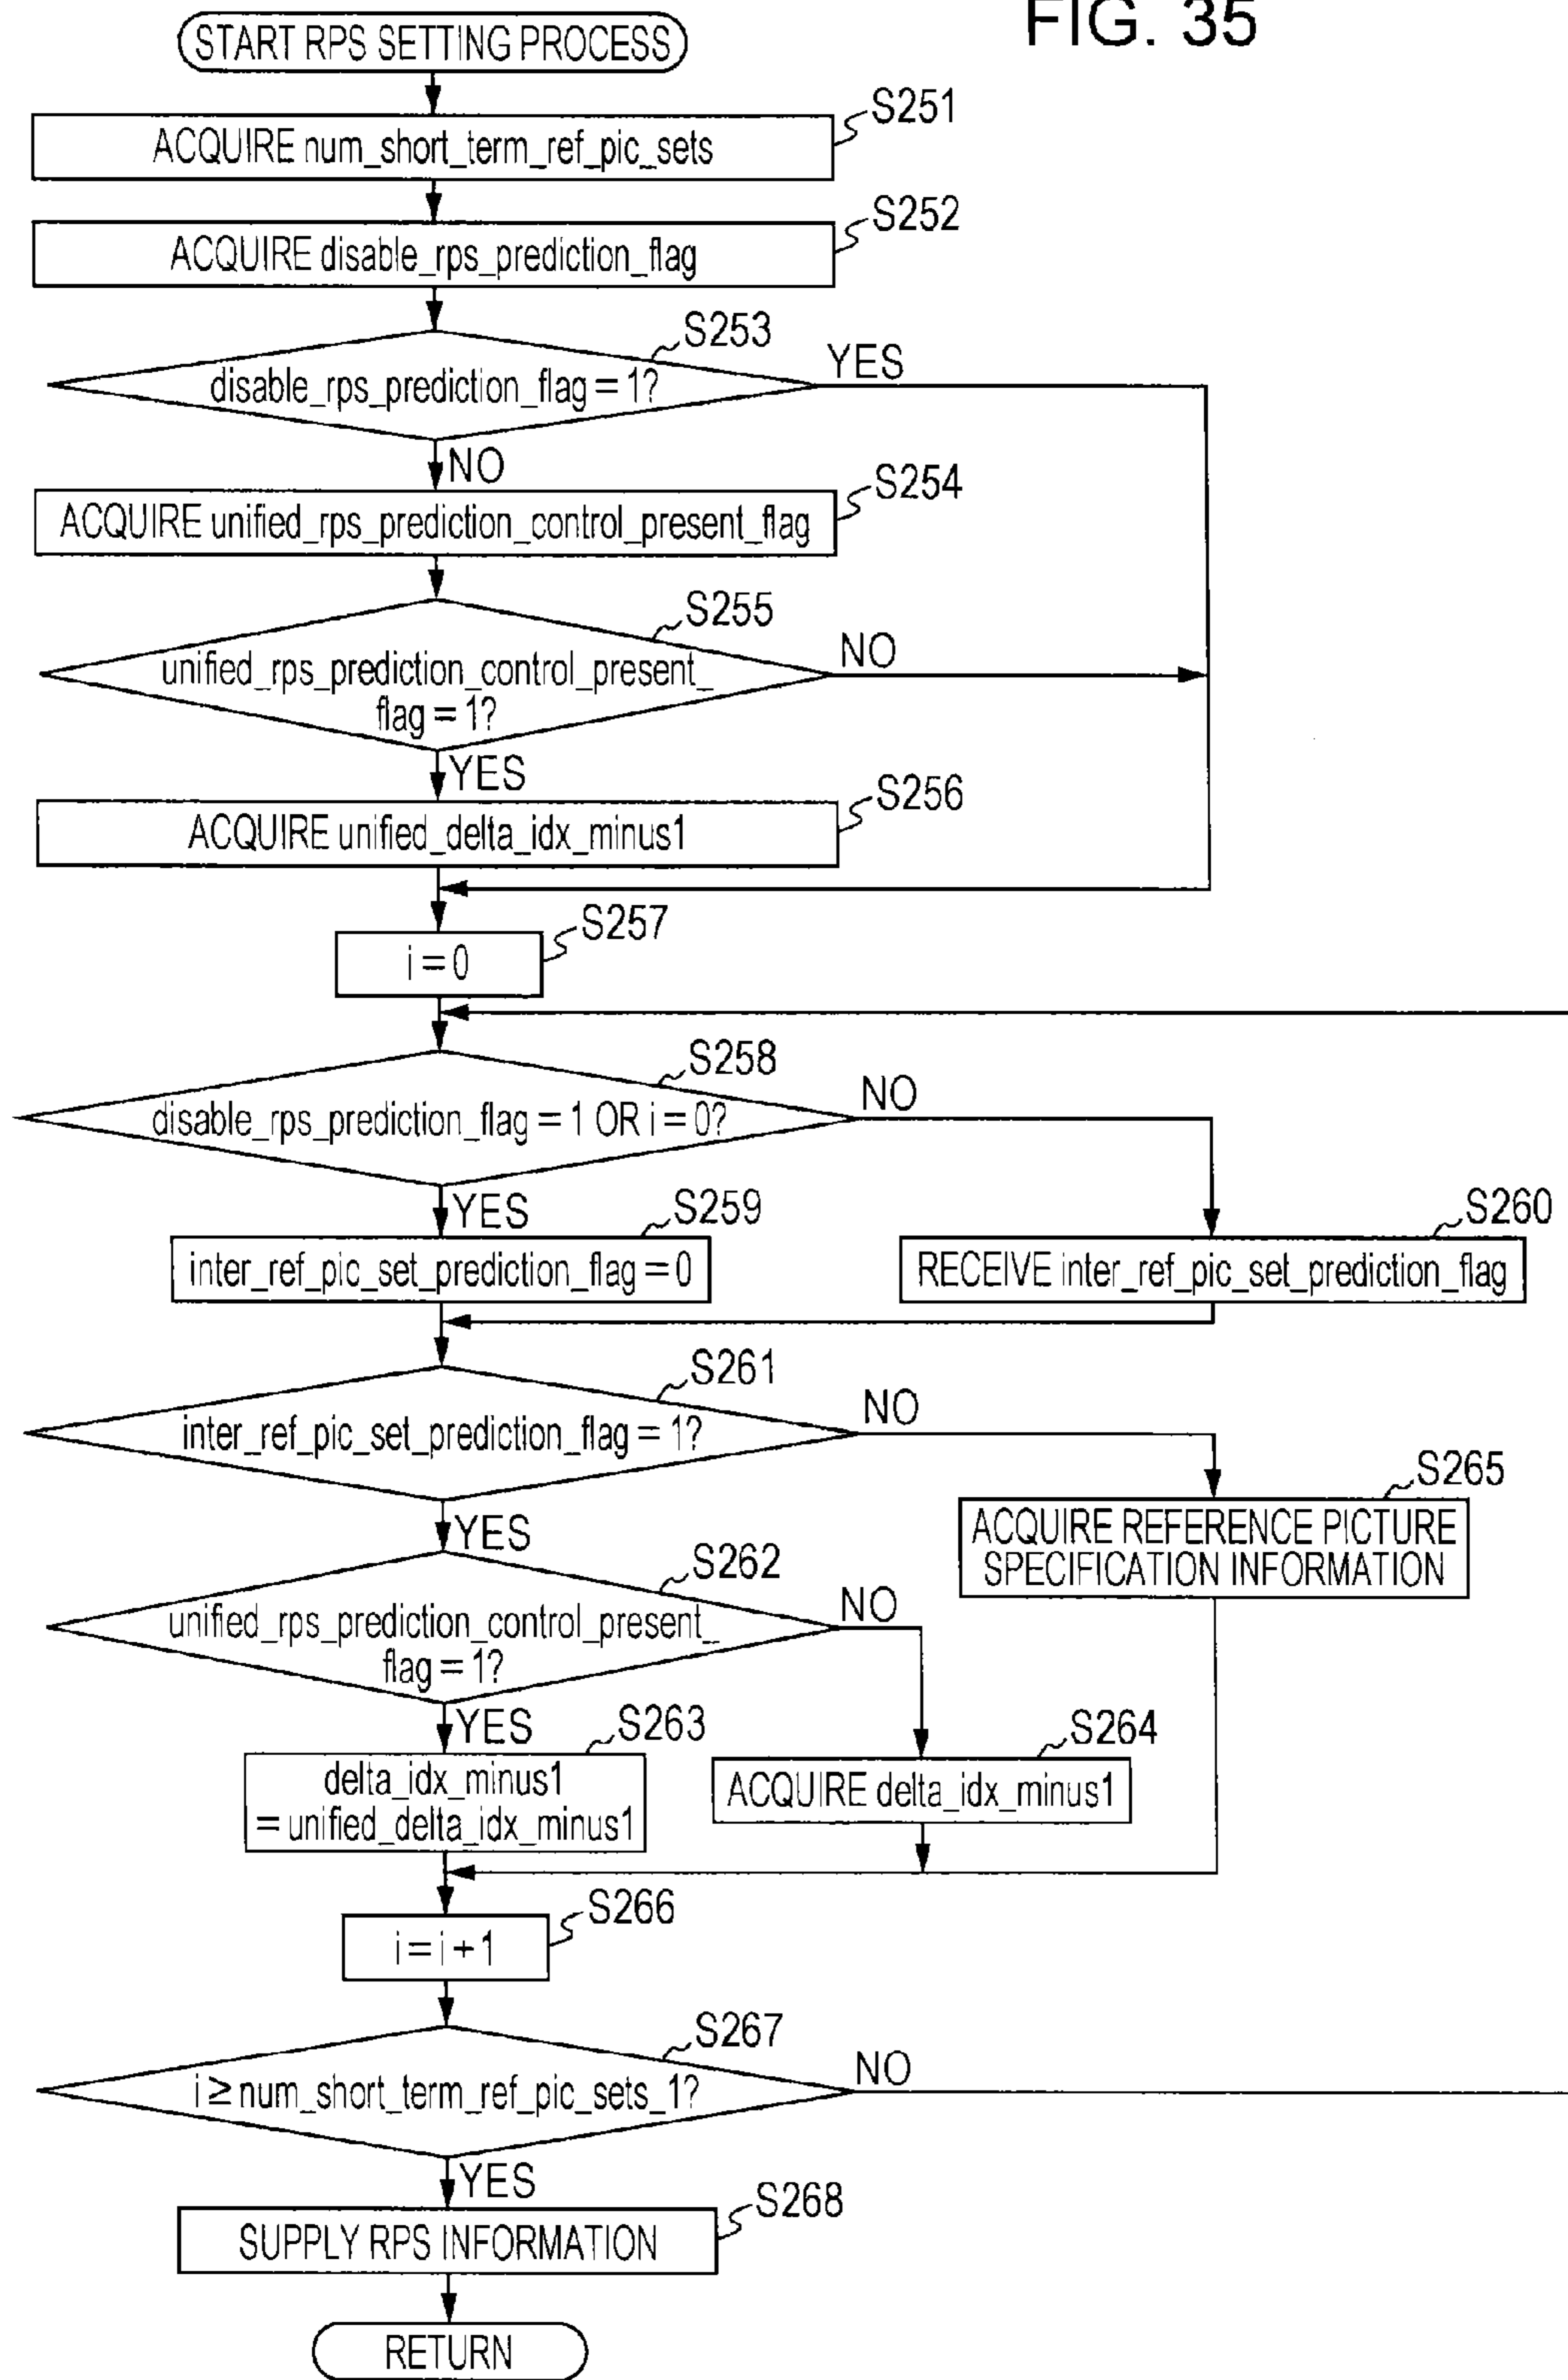 FIG. 35
START RPS SETTING PROCESS
S251
ACQUIRE num_short_term_ref_pic_sets
S252
ACQUIRE disable_rps_prediction_flag
S253
disable_rps_prediction_flag = 1?
YES
NO
S254
ACQUIRE unified_rps_prediction_control_present_flag
S255
unified_rps_prediction_control_present_
flag = 1?
NO
YES
S256
ACQUIRE unified_delta_idx_minus1
S257
i = 0
S258
disable_rps_prediction_flag = 1 OR i = 0?
NO
YES
S259
inter_ref_pic_set_prediction_flag = 0
S260
RECEIVE inter_ref_pic_set_prediction_flag
S261
inter_ref_pic_set_prediction_flag = 1?
NO
YES
S265
ACQUIRE REFERENCE PICTURE
SPECIFICATION INFORMATION
S262
unified_rps_prediction_control_present_
flag = 1?
NO
YES
S263
delta_idx_minus1
= unified_delta_idx_minus1
S264
ACQUIRE delta_idx_minus1
S266
i = i + 1
S267
i ≥ num_short_term_ref_pic_sets_1?
NO
YES
S268
SUPPLY RPS INFORMATION
RETURN